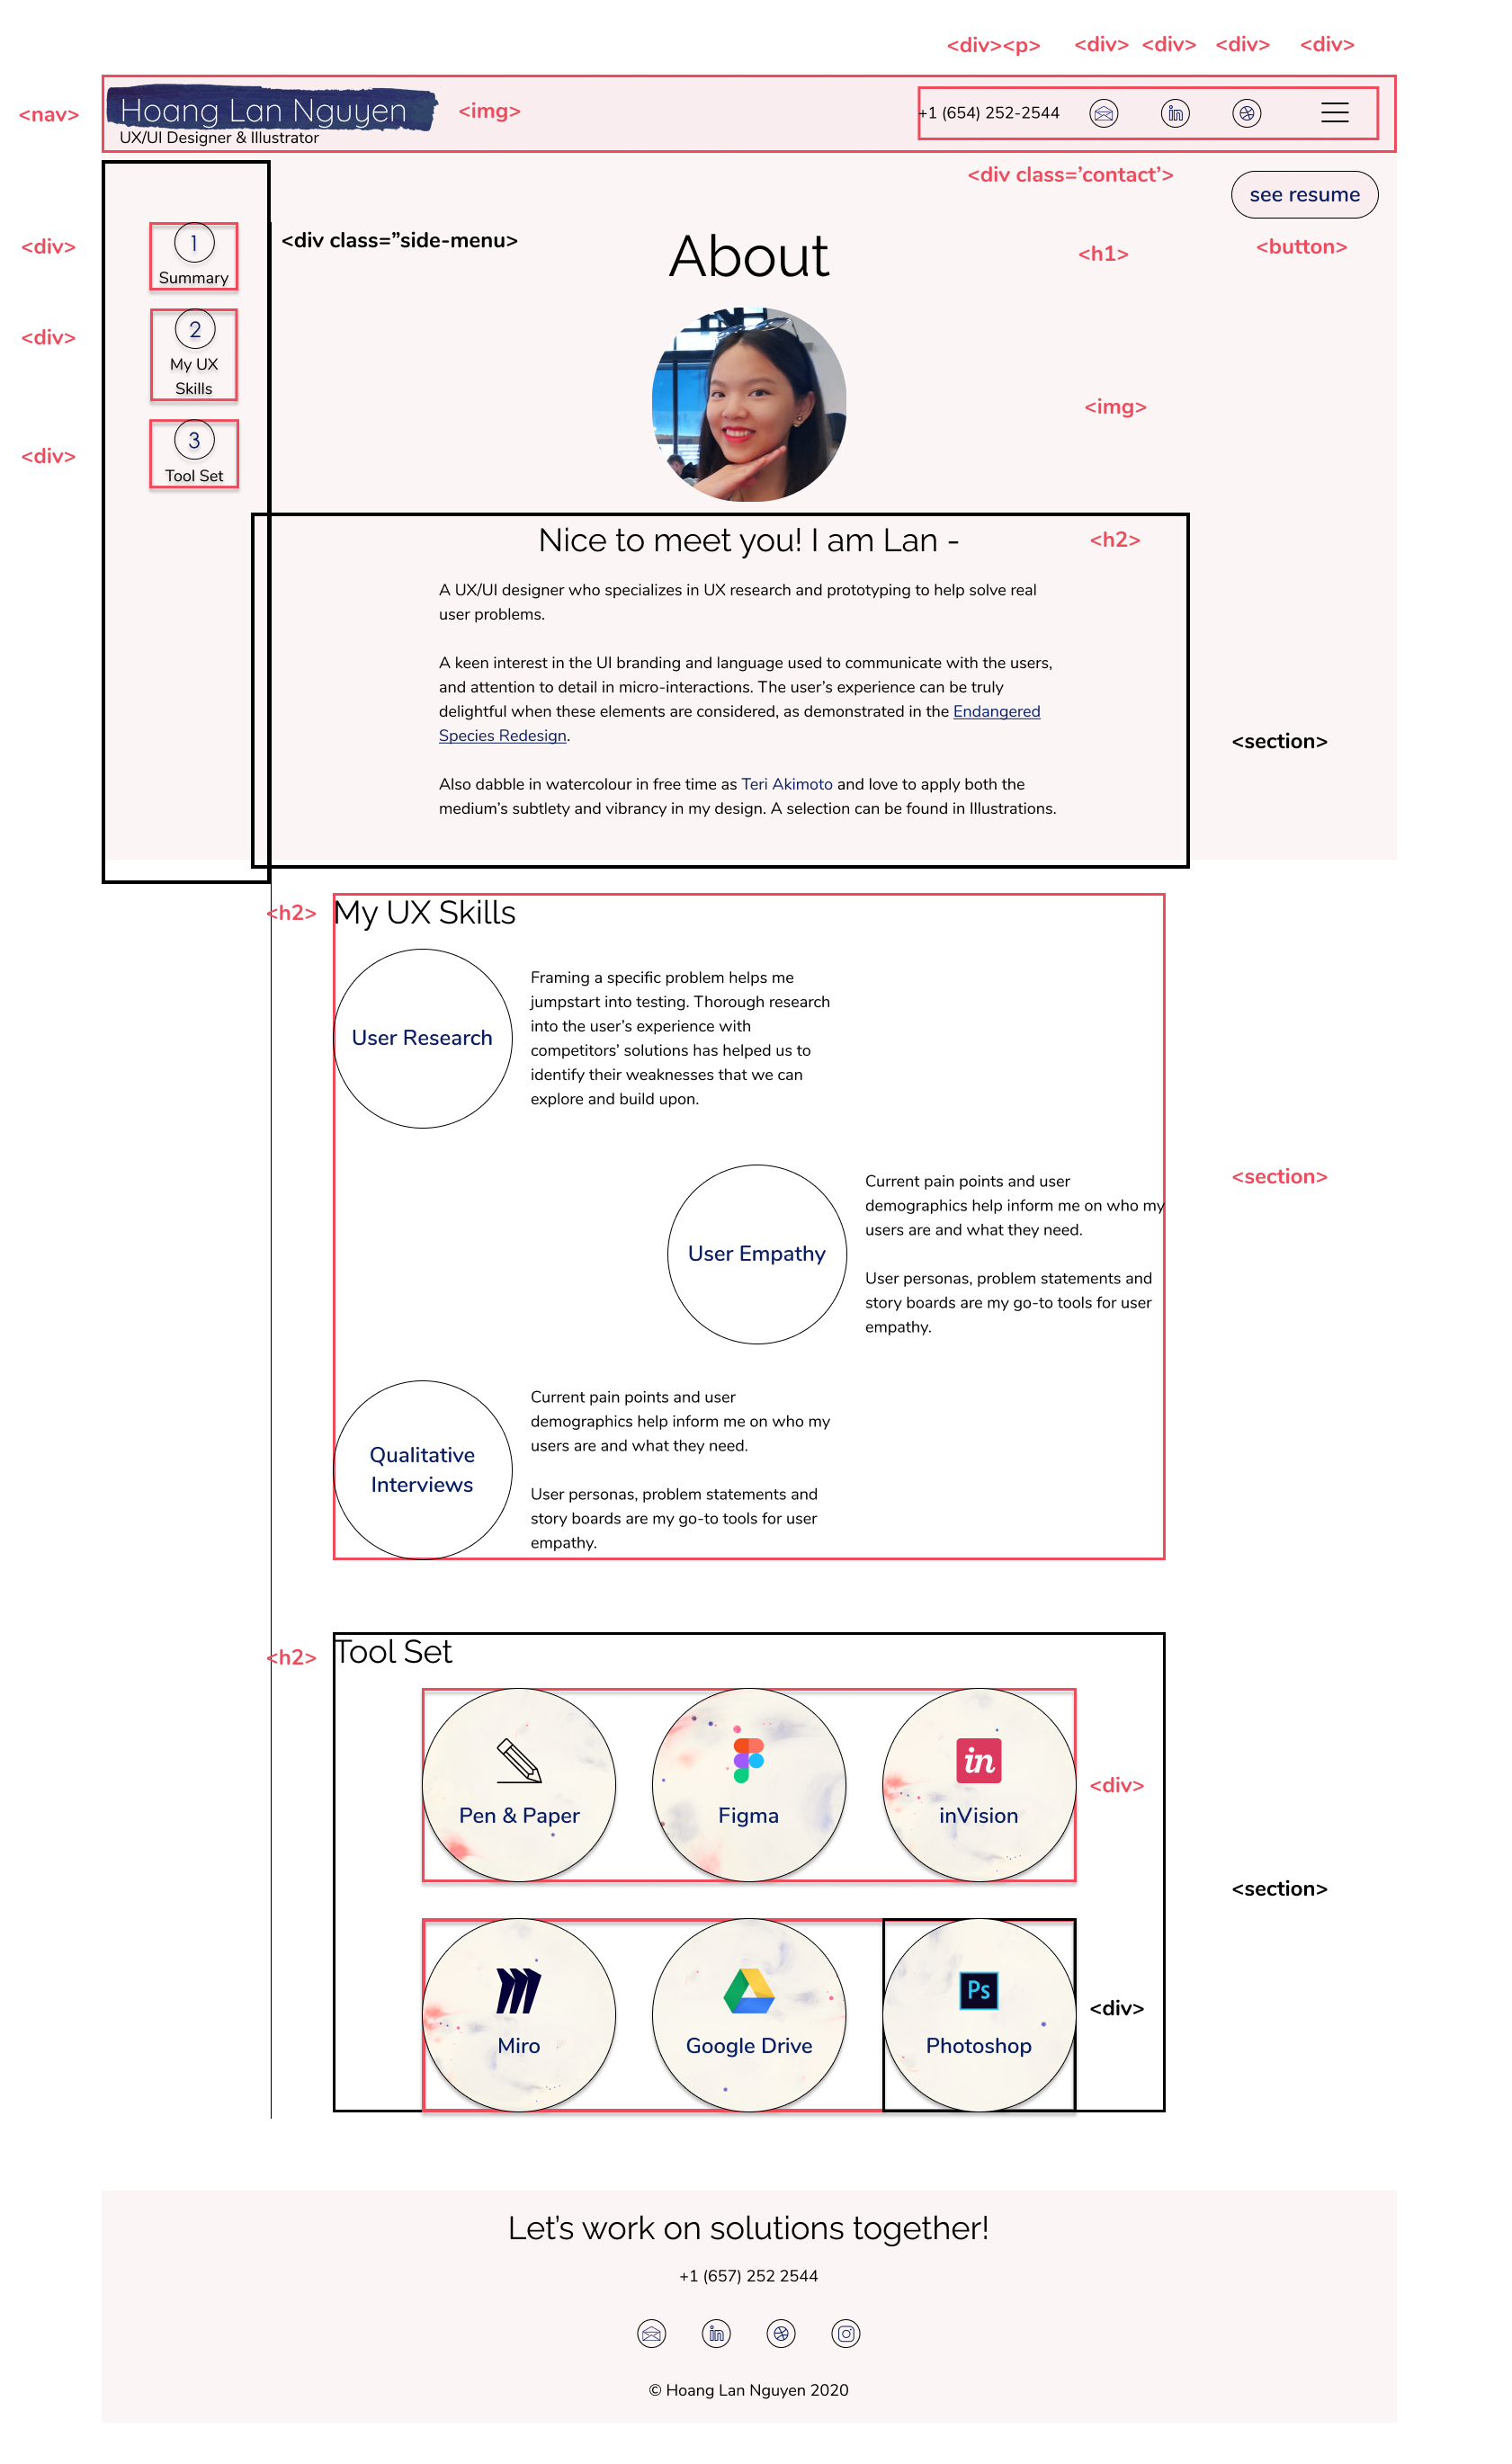 <div><p> <div> <div> <div> <div>
<nav>
Hoang Lan Nguyen
UX/UI Designer & Illustrator
<img>
+1 (654) 252-2544
in
<div class=’contact’>
see resume
<button>
<div>
1
Summary
<div class=”side-menu>
About
<h1>
<div>
2
My UX
Skills
<img>
<div>
3
Tool Set
Nice to meet you! I am Lan -
<h2>
A UX/UI designer who specializes in UX research and prototyping to help solve real
user problems.
A keen interest in the UI branding and language used to communicate with the users,
and attention to detail in micro-interactions. The user’s experience can be truly
delightful when these elements are considered, as demonstrated in the Endangered
Species Redesign.
<section>
Also dabble in watercolour in free time as Teri Akimoto and love to apply both the
medium’s subtlety and vibrancy in my design. A selection can be found in Illustrations.
<h2>
My UX Skills
User Research
Framing a specific problem helps me
jumpstart into testing. Thorough research
into the user’s experience with
competitors’ solutions has helped us to
identify their weaknesses that we can
explore and build upon.
<section>
User Empathy
Current pain points and user
demographics help inform me on who my
users are and what they need.
User personas, problem statements and
story boards are my go-to tools for user
empathy.
Qualitative
Interviews
Current pain points and user
demographics help inform me on who my
users are and what they need.
User personas, problem statements and
story boards are my go-to tools for user
empathy.
<h2>
Tool Set
in
Pen & Paper
Figma
inVision
<div>
<section>
Ps
Miro
Google Drive
Photoshop
<div>
Let’s work on solutions together!
+1 (657) 252 2544
in
© Hoang Lan Nguyen 2020